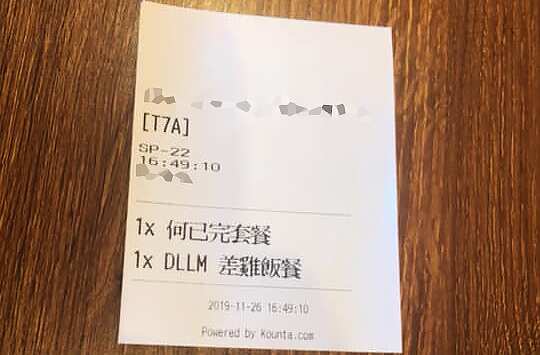 [T7A]
SP-22
16:49:10
1x 何已完套餐
1x DLLM 差雞飯餐
2019-11-26 16:49:10
Powered by Kounta.com